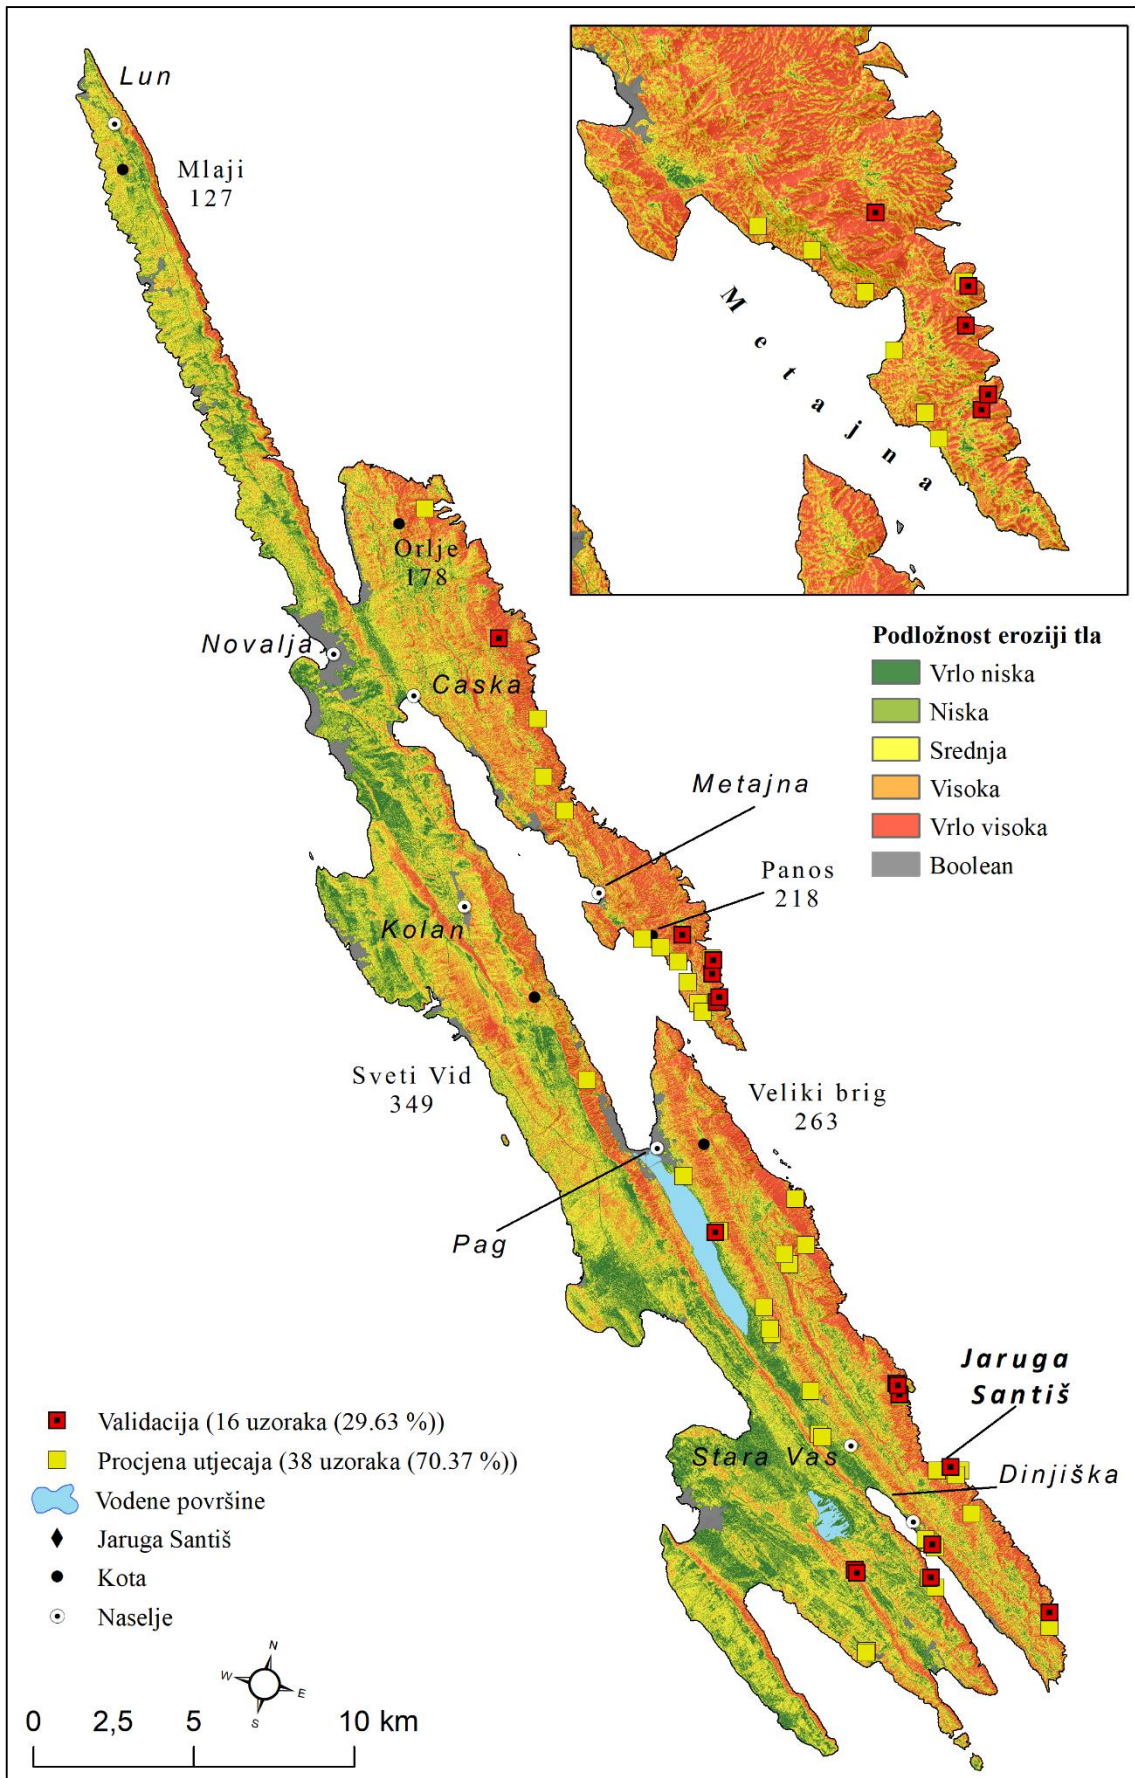 Lun
Mlaji
127
Metajna
Orlje
178
Novalja
Caska
Podložnost eroziji tla
Vrlo niska
Niska
Srednja
Visoka
Vrlo visoka
Boolean
Metajna
Panos
218
Kolan
Sveti Vid
349
Veliki brig
263
Pag
Jaruga
Santiš
Stara Vas
Dinjiška
Validacija (16 uzoraka (29.63 %))
Procjena utjecaja (38 uzoraka (70.37 %))
Vodene površine
Jaruga Santiš
Kota
Naselje
N
W
E
S
0 2,5 5 10 km